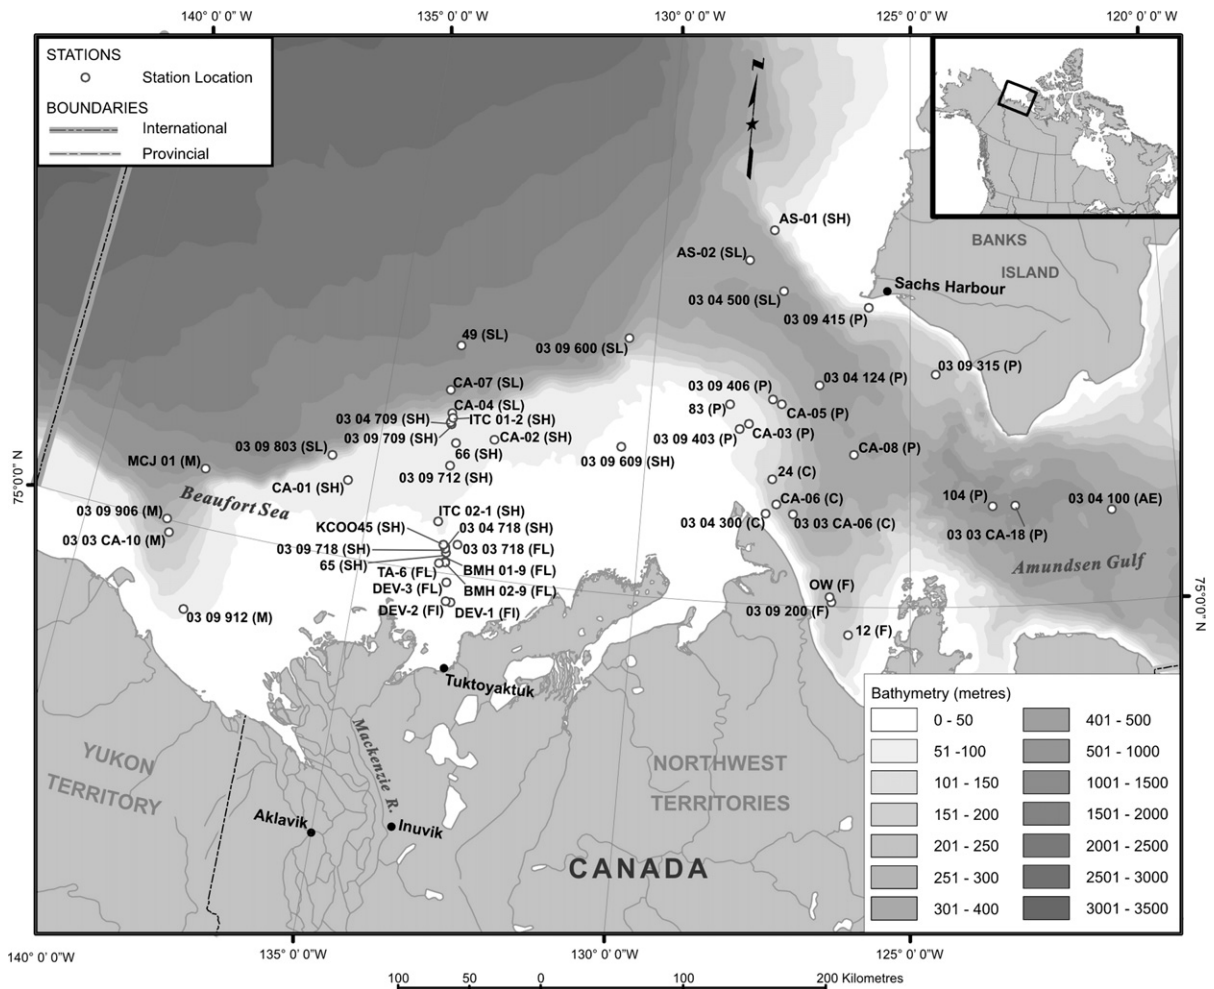 140° 0' 0"W
135° 0' 0"W
130° 0' 0"W
125° 0' 0"W
120° 0' 0"W
STATIONS
Station Location
BOUNDARIES
International
Provincial
Z
AS-01 (SH)
AS-02 (SL)
BANKS
ISLAND
Sachs Harbour
03 04 500 (SL)
03 09 415 (P)
49 (SL)
03 09 600 (SL)
03 09 315 (P)
CA-07 (SL)
03 09 406 (P)
03 04 124 (P)
CA-04 (SL)
83 (P)
CA-05 (P)
03 04 709 (SH)
ITC 01-2 (SH)
03 09 709 (SH)
CA-02 (SH)
03 09 403 (P)
CA-03 (P)
03 09 803 (SL)
66 (SH)
CA-08 (P)
MCJ 01 (M)
03 09 609 (SH)
03 09 712 (SH)
24 (C)
75°0'0" N
CA-01 (SH)
Beaufort Sea
CA-06 (C)
104 (P)
03 04 100 (AE)
03 09 906 (M)
ITC 02-1 (SH)
03 04 300 (C)
03 03 CA-06 (C)
KCOO45 (SH)
03 04 718 (SH)
03 03 CA-18 (P)
03 03 CA-10 (M)
03 09 718 (SH)
03 03 718 (FL)
65 (SH)
Amundsen Gulf
TA-6 (FL)
BMH 01-9 (FL)
OW (F)
DEV-3 (FL)
BMH 02-9 (FL)
75°0'0" N
03 09 912 (M)
DEV-2 (FI)
DEV-1 (FI)
03 09 200 (F)
12 (F)
Tuktoyaktuk
Bathymetry (metres)
0 - 50
51 -100
101 - 150
151 - 200
201 - 250
251 - 300
301 - 400
401 - 500
501 - 1000
1001 - 1500
1501 - 2000
2001 - 2500
2501 - 3000
3001 - 3500
YUKON
TERRITORY
Mackenzie R.
NORTHWEST
TERRITORIES
Aklavik
Inuvik
CANADA
140° 0' 0"W
135° 0' 0"W
130° 0' 0"W
125° 0' 0"W
100
50
0
100
200 Kilometres